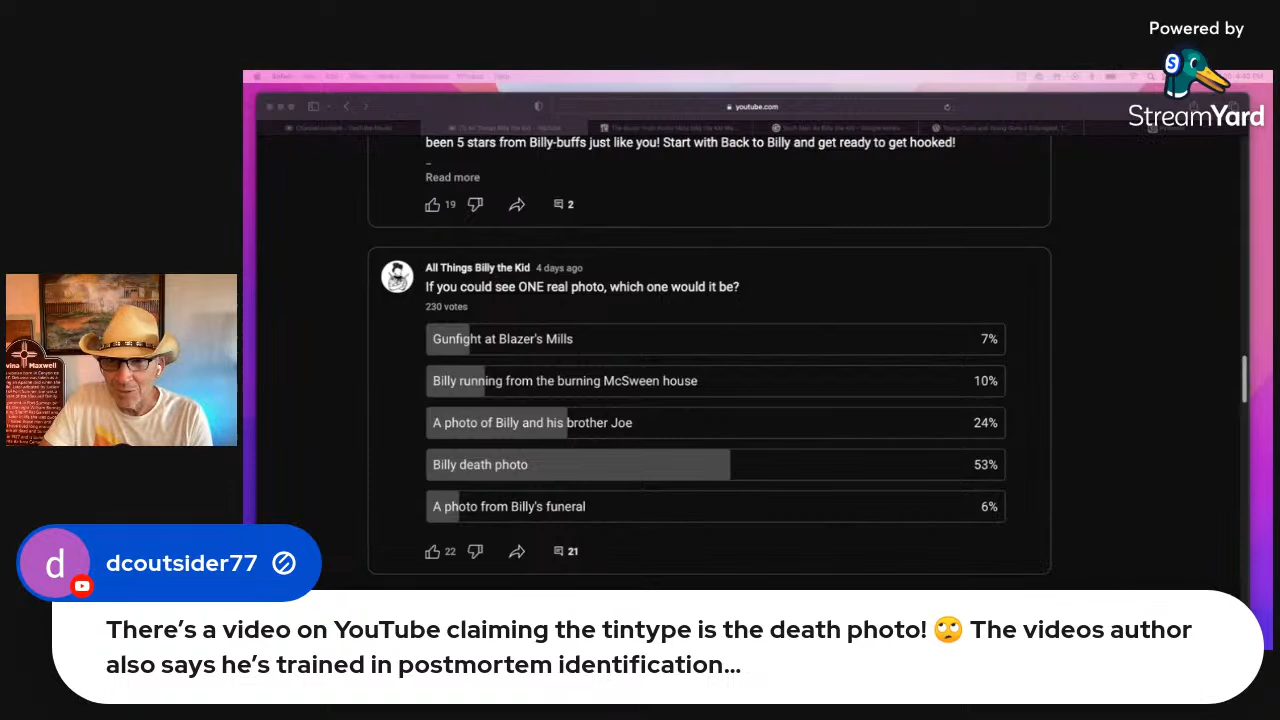 Powered by
StreamYard
youtube.com
been 5 stars from Billy-buffs just like you! Start with Back to Billy and get ready to get hooked!
–
Read more
19
2
All Things Billy the Kid 4 days ago
If you could see ONE real photo, which one would it be?
230 votes
Gunfight at Blazer's Mills 7%
Billy running from the burning McSween house 10%
A photo of Billy and his brother Joe 24%
Billy death photo 53%
A photo from Billy's funeral 6%
22
21
Maxwell
d
dcoutsider77
There's a video on YouTube claiming the tintype is the death photo! 🙄 The videos author
also says he's trained in postmortem identification...